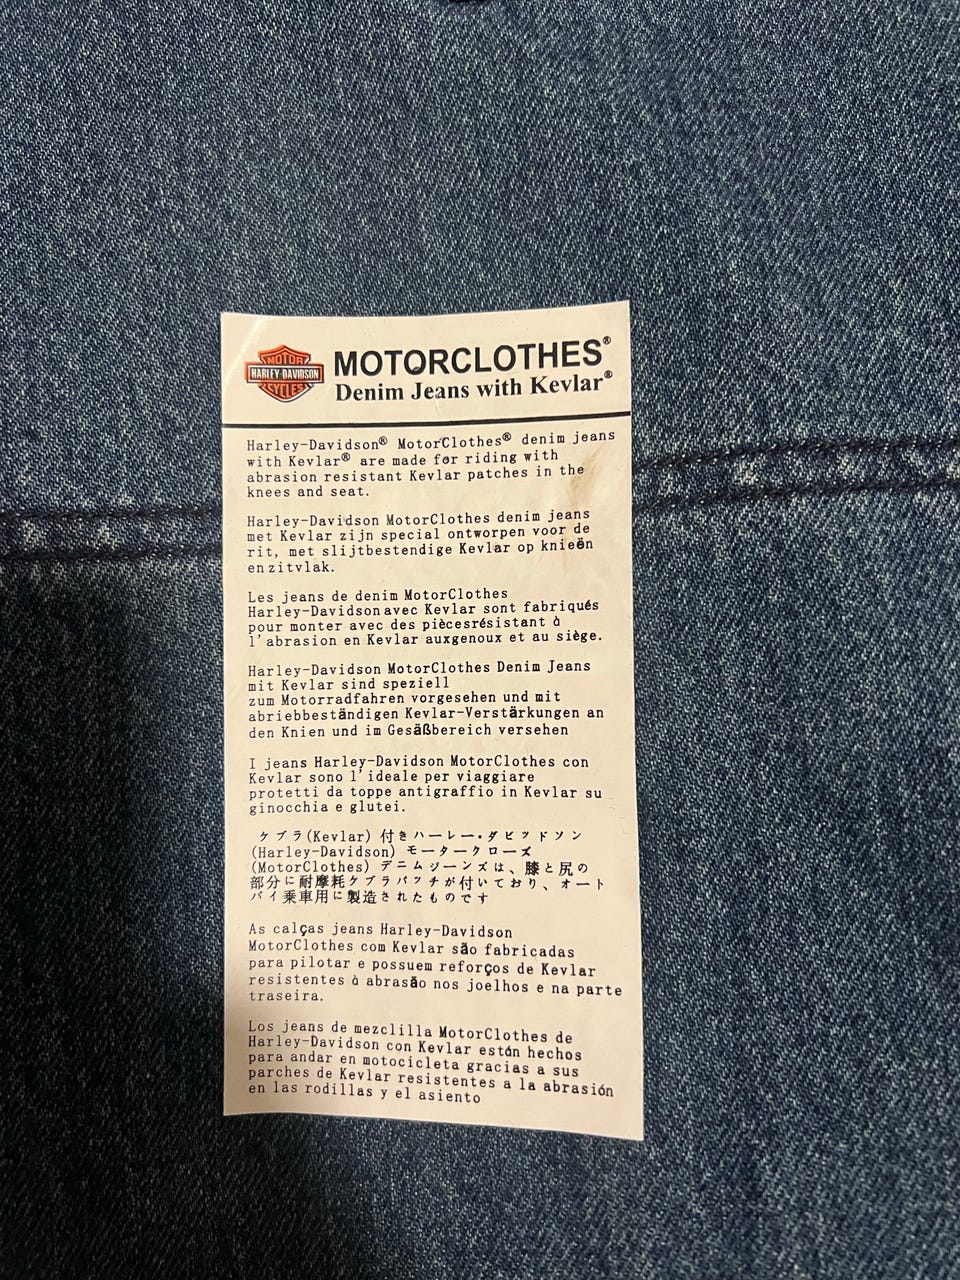 MOTOR
HARLEY-DAVIDSON
CYCLES
MOTORCLOTHES®
Denim Jeans with Kevlar®
Harley-Davidson® MotorClothes® denim jeans
with Kevlar® are made for riding with
abrasion resistant Kevlar patches in the
knees and seat.
Harley-Davidson MotorClothes denim jeans
met Kevlar zijn special ontworpen voor de
rit, met slijtbestendige Kevlar op knieën
en zitvlak.
Les jeans de denim MotorClothes
Harley-Davidson avec Kevlar sont fabriqués
pour monter avec des piècesrésistant à
l'abrasion en Kevlar auxgenoux et au siège.
Harley-Davidson MotorClothes Denim Jeans
mit Kevlar sind speziell
zum Motorradfahren vorgesehen und mit
abriebbeständigen Kevlar-Verstärkungen an
den Knien und im Gesäßbereich versehen
I jeans Harley-Davidson MotorClothes con
Kevlar sono l'ideale per viaggiare
protetti da toppe antigraffio in Kevlar su
ginocchia e glutei.
ケブラ(Kevlar) 付きハーレー・ダビッドソン
(Harley-Davidson) モータークローズ
(MotorClothes) デニムジーンズは、膝と尻の
部分に耐摩耗ケブラパッチが付いており、オート
バイ乗車用に製造されたものです
As calças jeans Harley-Davidson
MotorClothes com Kevlar são fabricadas
para pilotar e possuem reforços de Kevlar
resistentes à abrasão nos joelhos e na parte
traseira.
Los jeans de mezclilla MotorClothes de
Harley-Davidson con Kevlar están hechos
para andar en motocicleta gracias a sus
parches de Kevlar resistentes a la abrasión
en las rodillas y el asiento